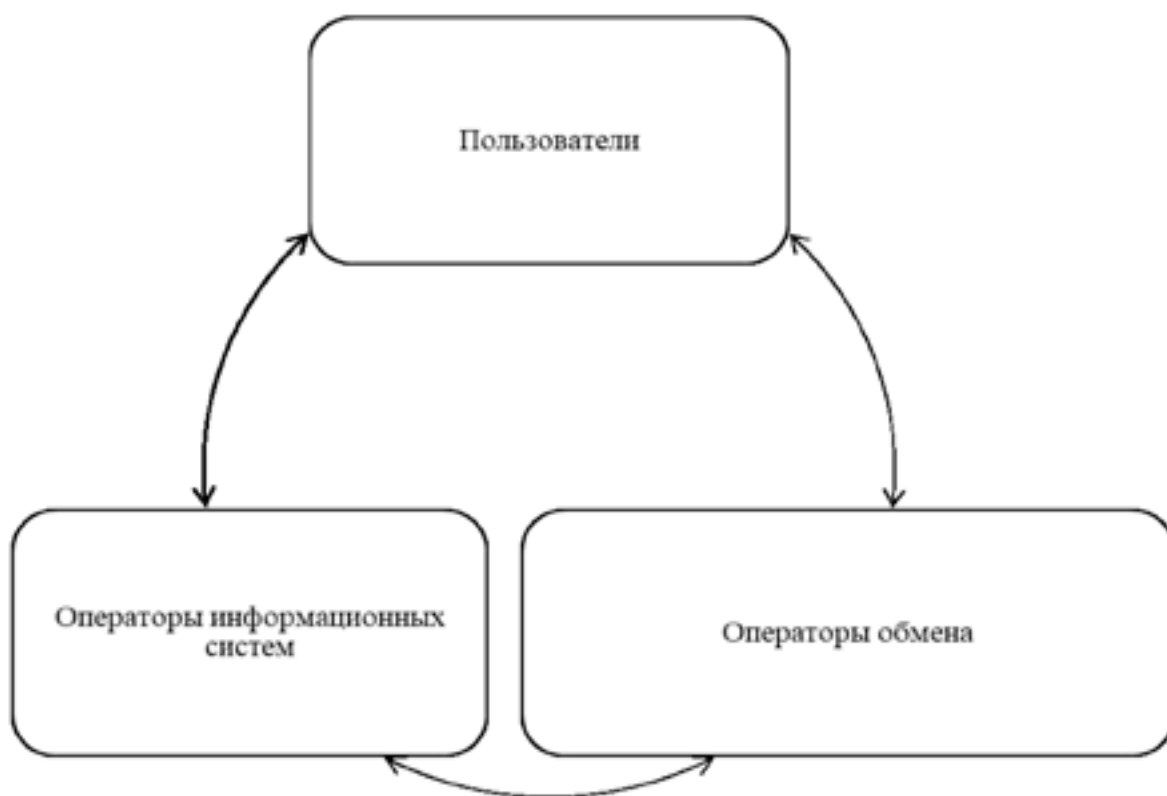 Пользователи
Операторы информационных
систем
Операторы обмена